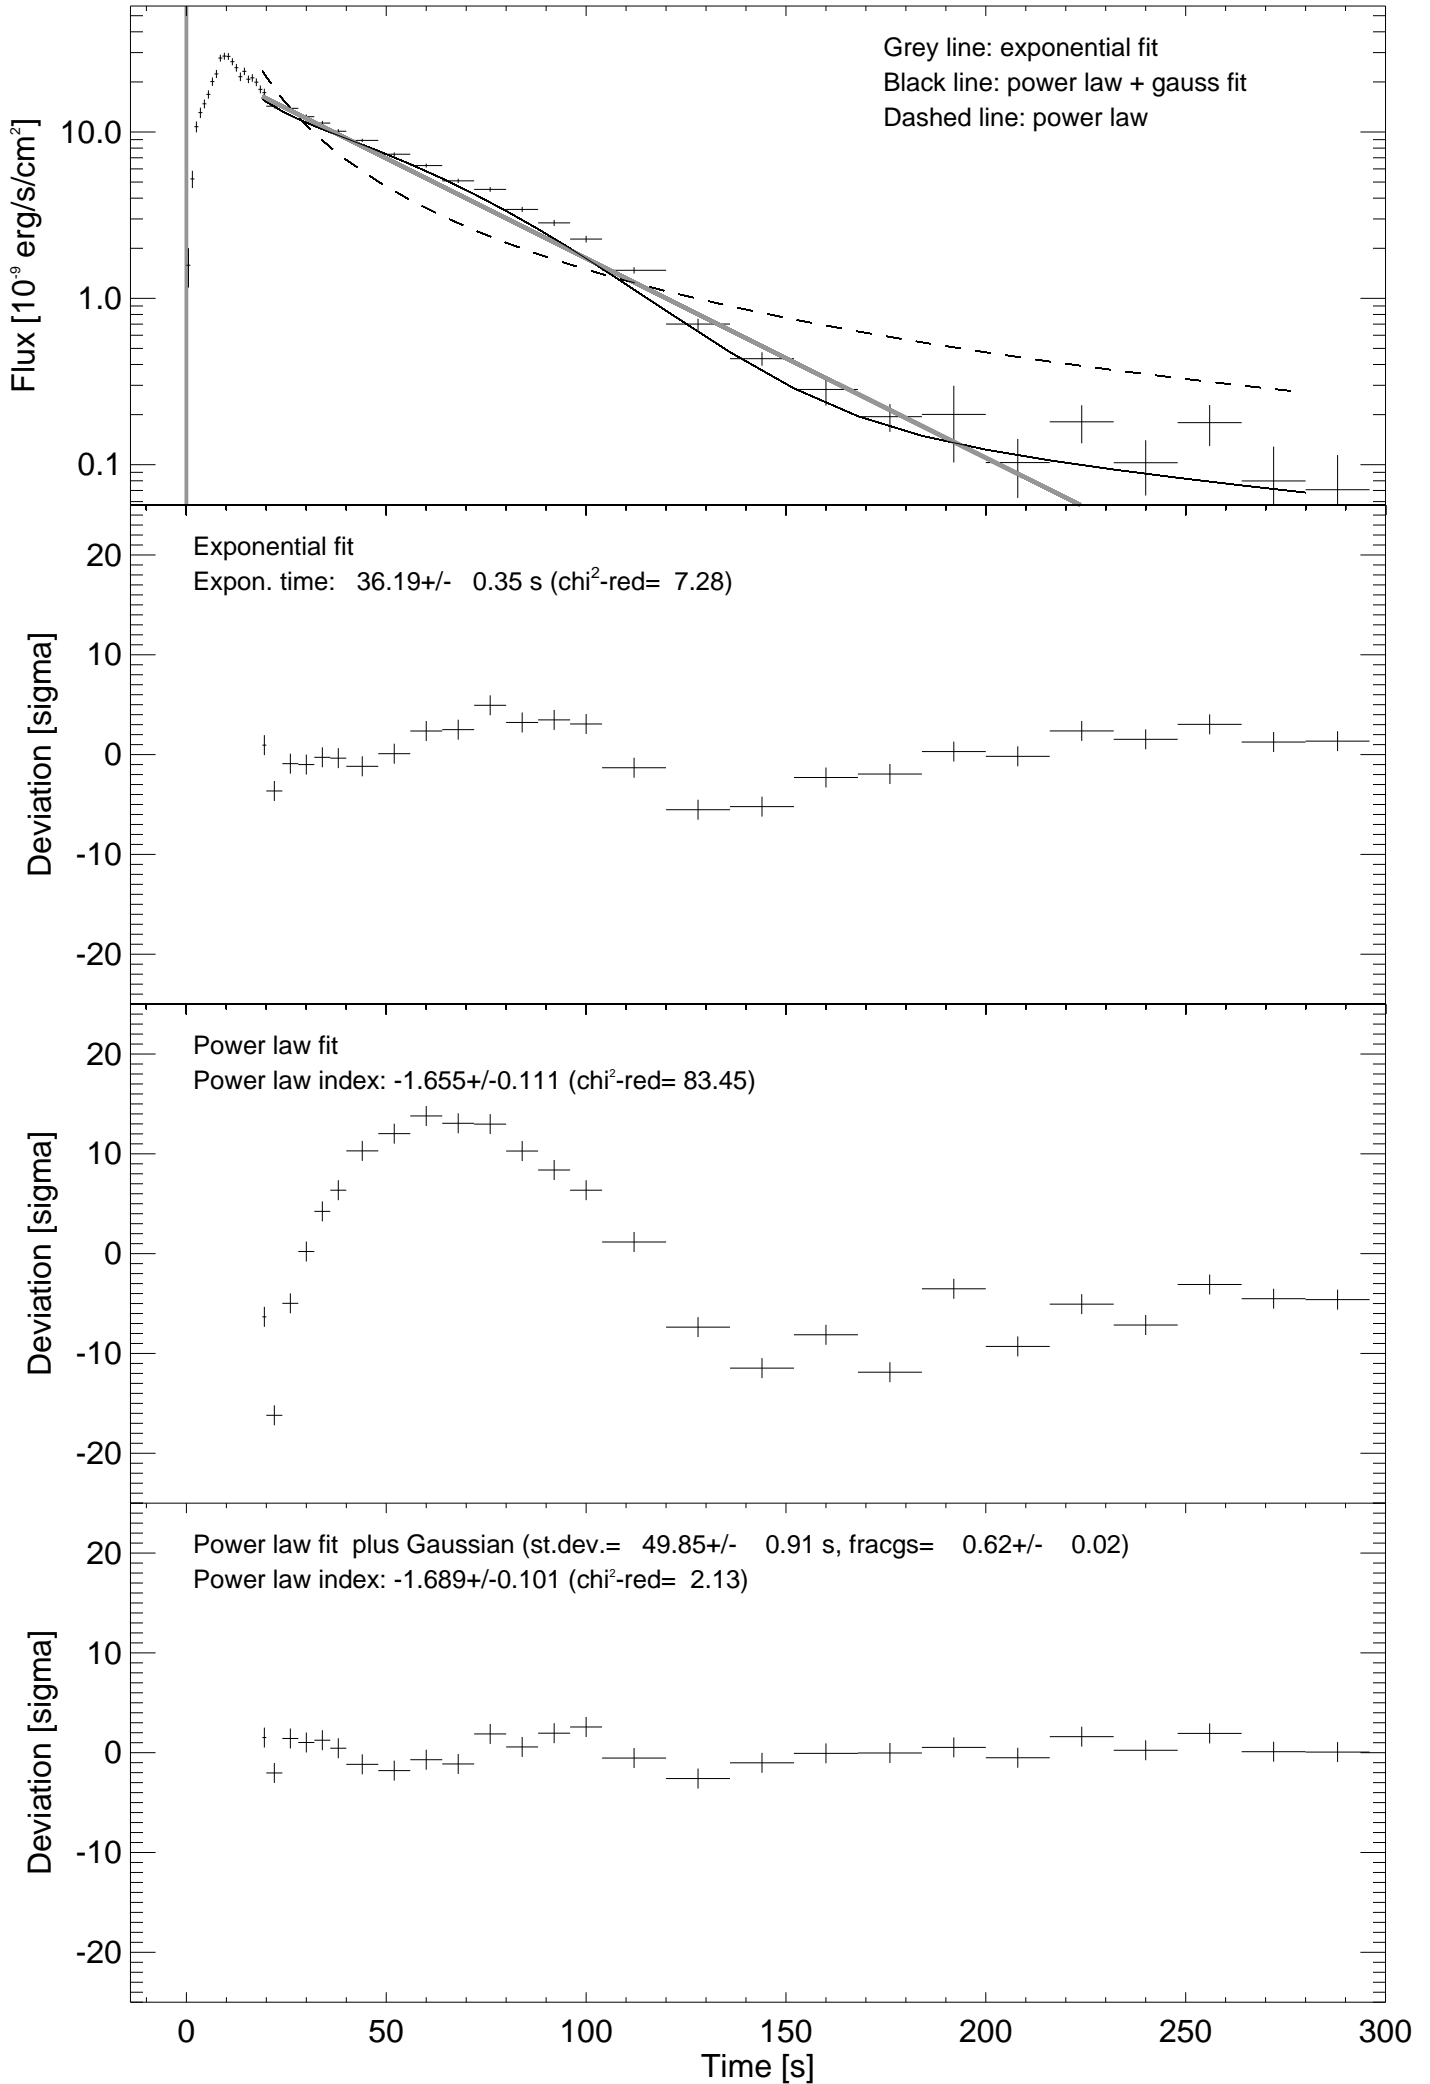 Grey line: exponential fit
Black line: power law + gauss fit
Dashed line: power law
Flux [10⁻⁹ erg/s/cm²]
10.0
1.0
0.1
Exponential fit
Expon. time: 36.19+/- 0.35 s (chi²-red= 7.28)
Deviation [sigma]
20
10
0
-10
-20
Power law fit
Power law index: -1.655+/-0.111 (chi²-red= 83.45)
Deviation [sigma]
20
10
0
-10
-20
Power law fit plus Gaussian (st.dev.= 49.85+/- 0.91 s, fracgs= 0.62+/- 0.02)
Power law index: -1.689+/-0.101 (chi²-red= 2.13)
Deviation [sigma]
20
10
0
-10
-20
0 50 100 150 200 250 300
Time [s]